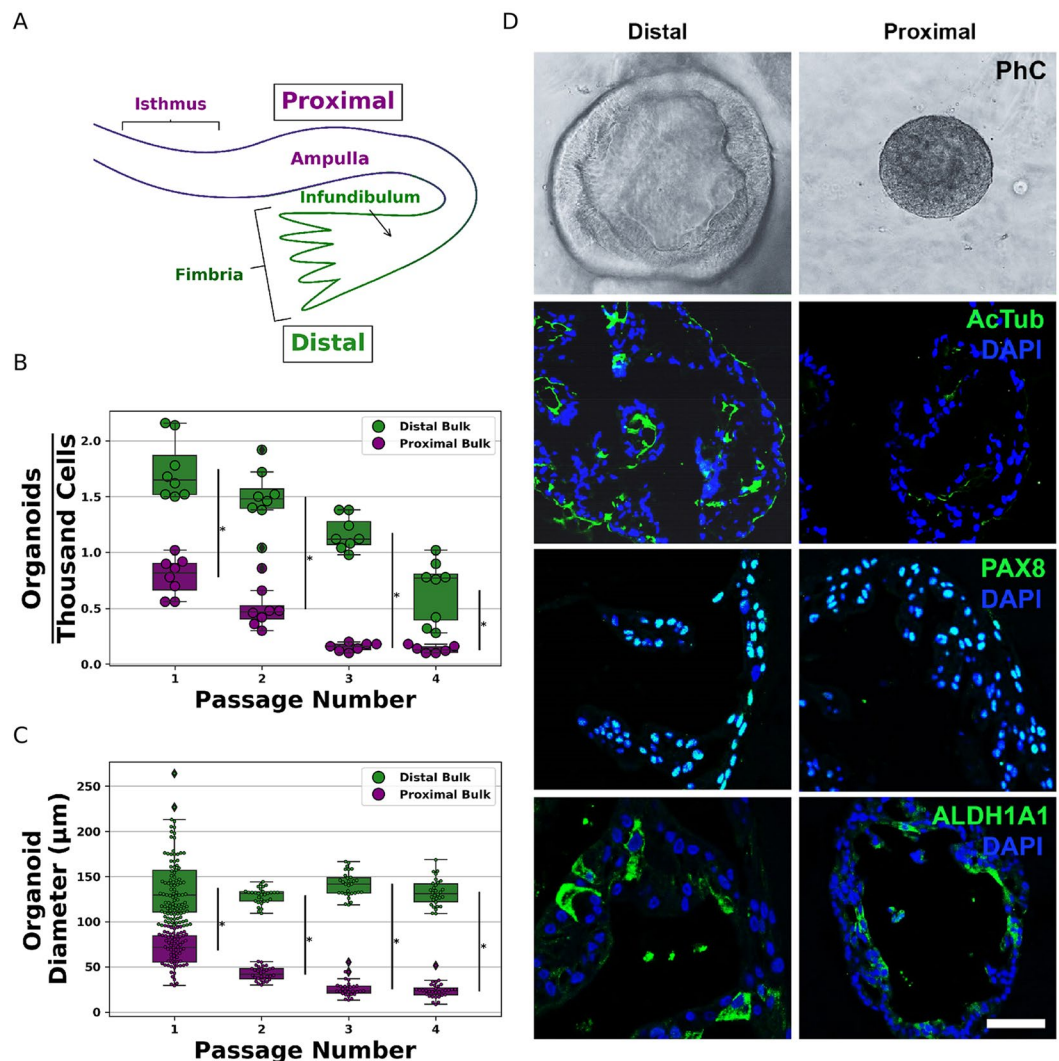 A
Isthmus
Proximal
Ampulla
Infundibulum
Fimbria
Distal
B
Organoids
Thousand Cells
2.0
1.5
1.0
0.5
0.0
Distal Bulk
Proximal Bulk
*
*
*
*
1 2 3 4
Passage Number
C
Organoid
Diameter (μm)
250
200
150
100
50
0
Distal Bulk
Proximal Bulk
*
*
*
*
1 2 3 4
Passage Number
D
Distal Proximal
PhC
AcTub
DAPI
PAX8
DAPI
ALDH1A1
DAPI